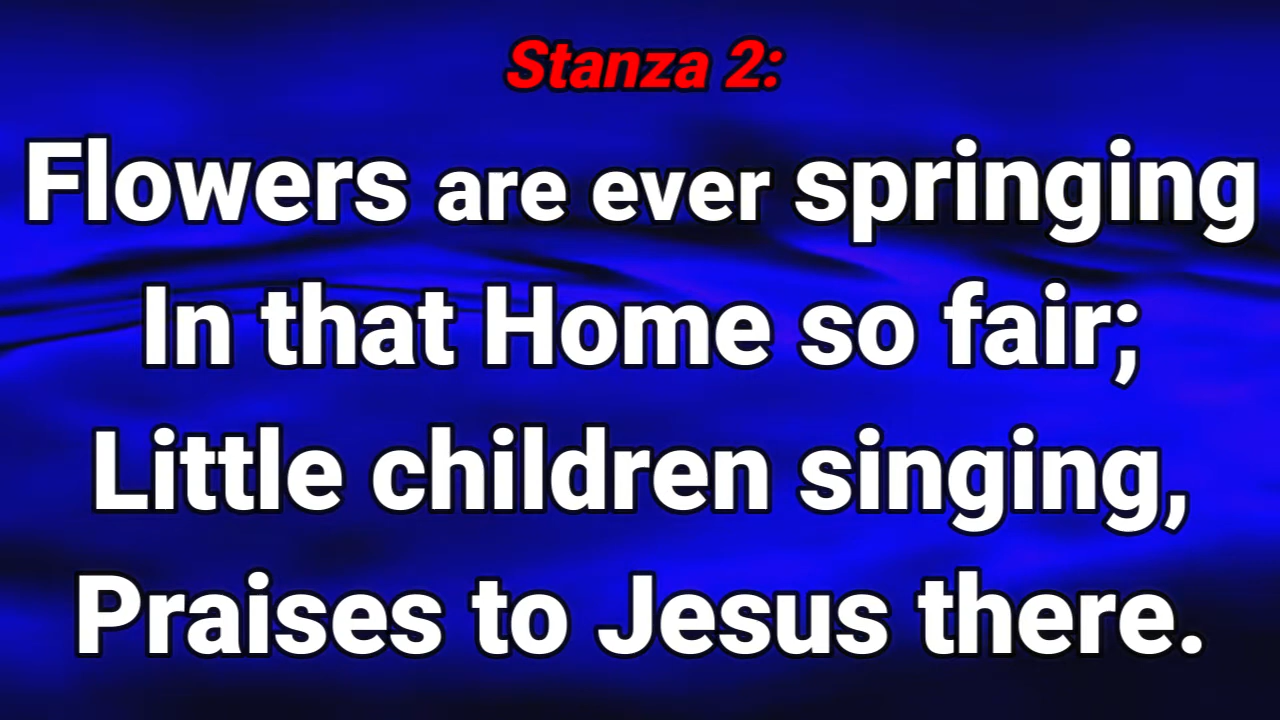 Stanza 2:
Flowers are ever springing
In that Home so fair;
Little children singing,
Praises to Jesus there.